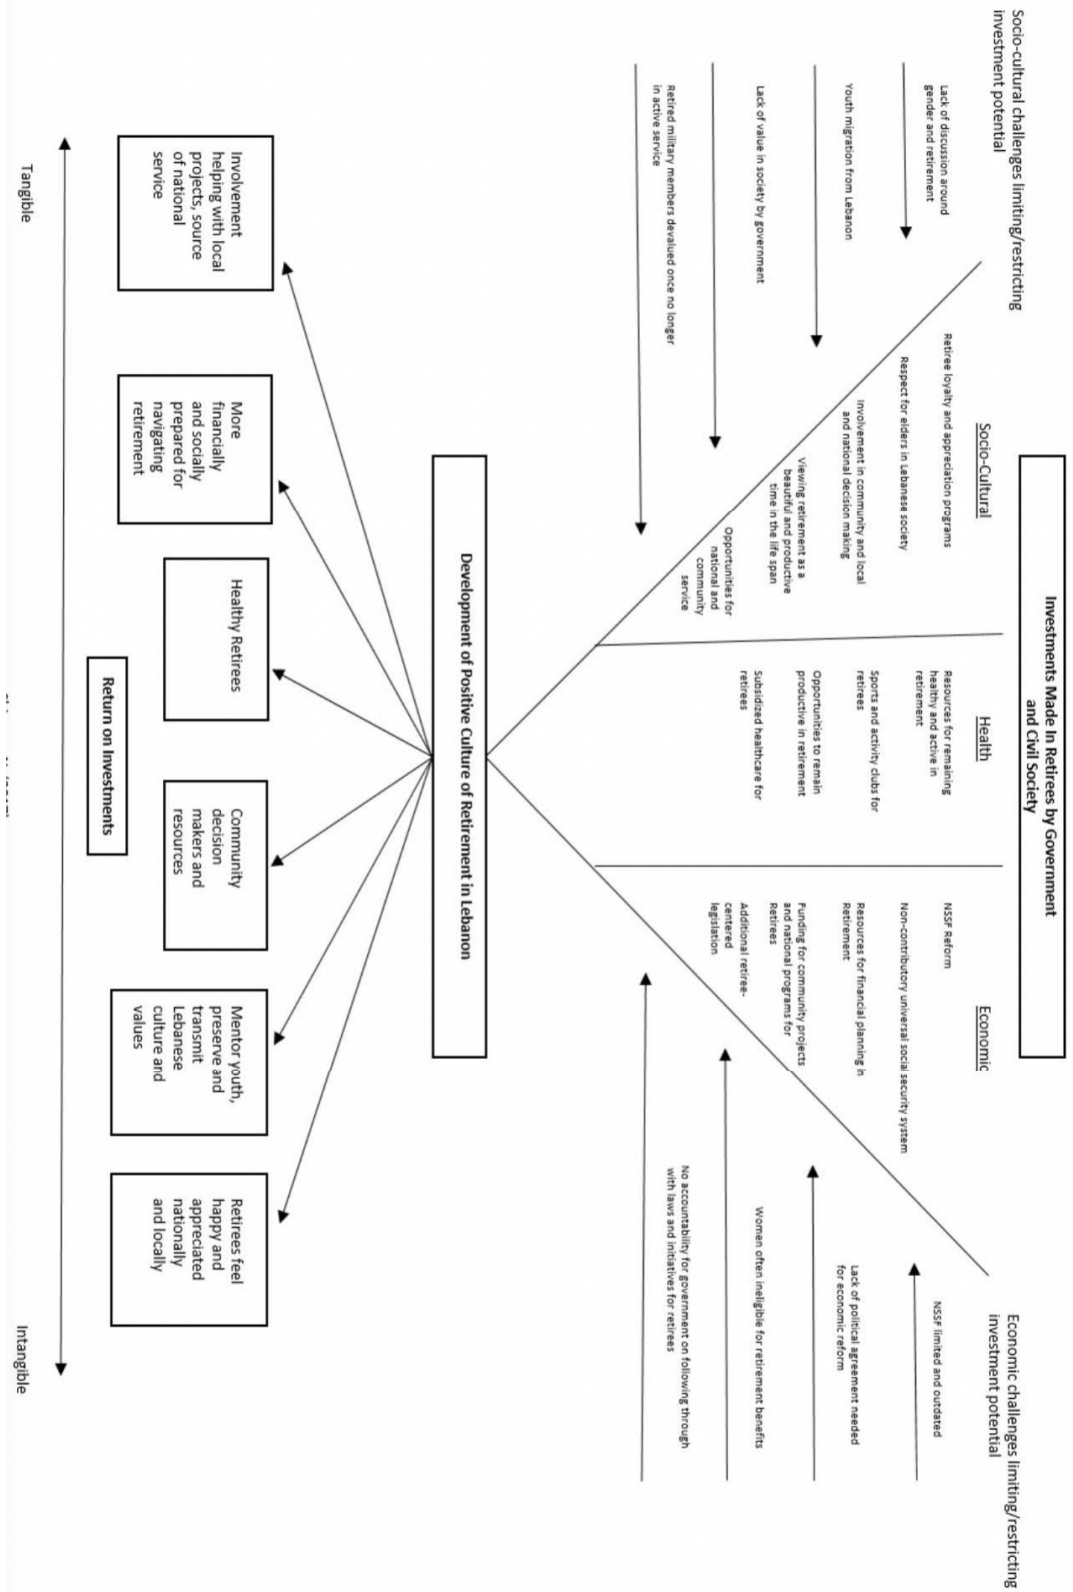 Investments Made In Retirees by Government
and Civil Society
Socio-cultural challenges limiting/restricting
investment potential
Lack of discussion around
gender and retirement
Youth migration from Lebanon
Lack of value in society by government
Retired military members devalued once no longer
in active service
Socio-Cultural
Retiree loyalty and appreciation programs
Respect for elders in Lebanese society
Involvement in community and local
and national decision making
Viewing retirement as a
beautiful and productive
time in the life span
Opportunities for
national and
community
service
Health
Resources for remaining
healthy and active in
retirement
Sports and activity clubs for
retirees
Opportunities to remain
productive in retirement
Subsidized healthcare for
retirees
Economic
NSSF Reform
Non-contributory universal social security system
Resources for financial planning in
Retirement
Funding for community projects
and national programs for
Retirees
Additional retiree-
centered
legislation
Economic challenges limiting/restricting
investment potential
NSSF limited and outdated
Lack of political agreement needed
for economic reform
Women often ineligible for retirement benefits
No accountability for government on following through
with laws and initiatives for retirees
Development of Positive Culture of Retirement in Lebanon
Involvement
helping with local
projects, source
of national
service
More
financially
and socially
prepared for
navigating
retirement
Healthy Retirees
Community
decision
makers and
resources
Mentor youth,
preserve and
transmit
Lebanese
culture and
values
Retirees feel
happy and
appreciated
nationally
and locally
Return on Investments
Tangible
Intangible